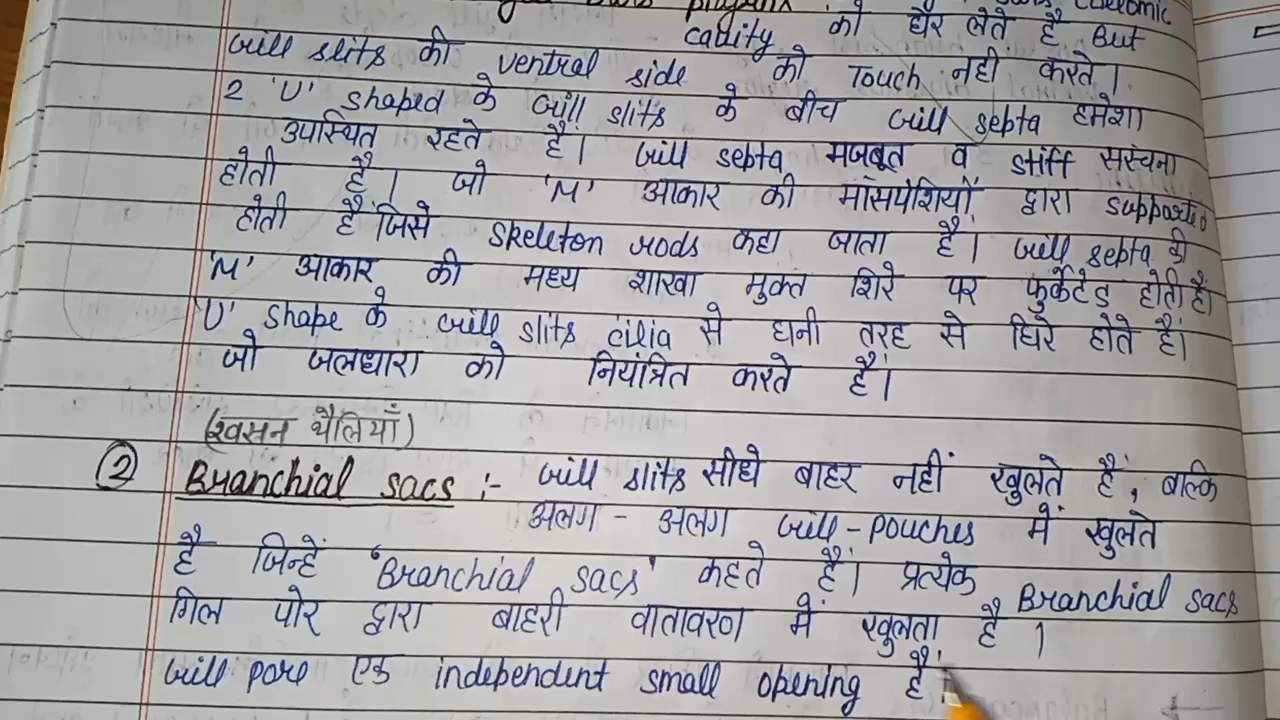 pharynx coelomic
cavity को घेर लेते है But
Gill slits की ventral side को Touch नही करते।
2 'U' shaped के Gill slits के बीच Gill septa हमेशा
उपस्थित रहते हैं। Gill septa मजबूत व stiff संरचना
होती है। जो 'M' आकार की मांसपेशियों द्वारा supported
होती है जिसे skeleton rods कहा जाता है। Gill septa की
'M' आकार की मध्य शाखा मुक्त शिरे पर फुर्केटेड होती है।
'U' shape के Gill slits cilia से घनी तरह से घिरे होते हैं।
जो जलधारा को नियंत्रित करते हैं।
(श्वसन थैलियाँ)
② Branchial sacs :- Gill slits सीधे बाहर नहीं खुलते हैं, बल्कि
अलग - अलग Gill-Pouches में खुलते
है जिन्हें 'Branchial sacs' कहते हैं। प्रत्येक Branchial sacs
गिल पोर द्वारा बाहरी वातावरण में खुलता है।
Gill pore एक independent small opening है।